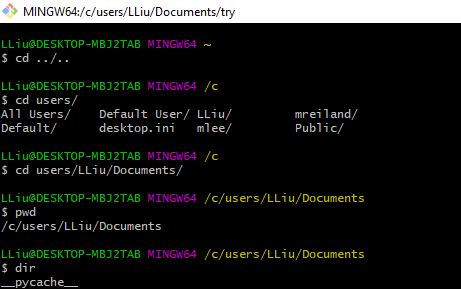 MINGW64:/c/users/LLiu/Documents/try
LLiu@DESKTOP-MBJ2TAB MINGW64 ~
$ cd ../..
LLiu@DESKTOP-MBJ2TAB MINGW64 /c
$ cd users/
All Users/ Default User/ LLiu/ mreiland/
Default/ desktop.ini mlee/ Public/
LLiu@DESKTOP-MBJ2TAB MINGW64 /c
$ cd users/LLiu/Documents/
LLiu@DESKTOP-MBJ2TAB MINGW64 /c/users/LLiu/Documents
$ pwd
/c/users/LLiu/Documents
LLiu@DESKTOP-MBJ2TAB MINGW64 /c/users/LLiu/Documents
$ dir
__pycache__